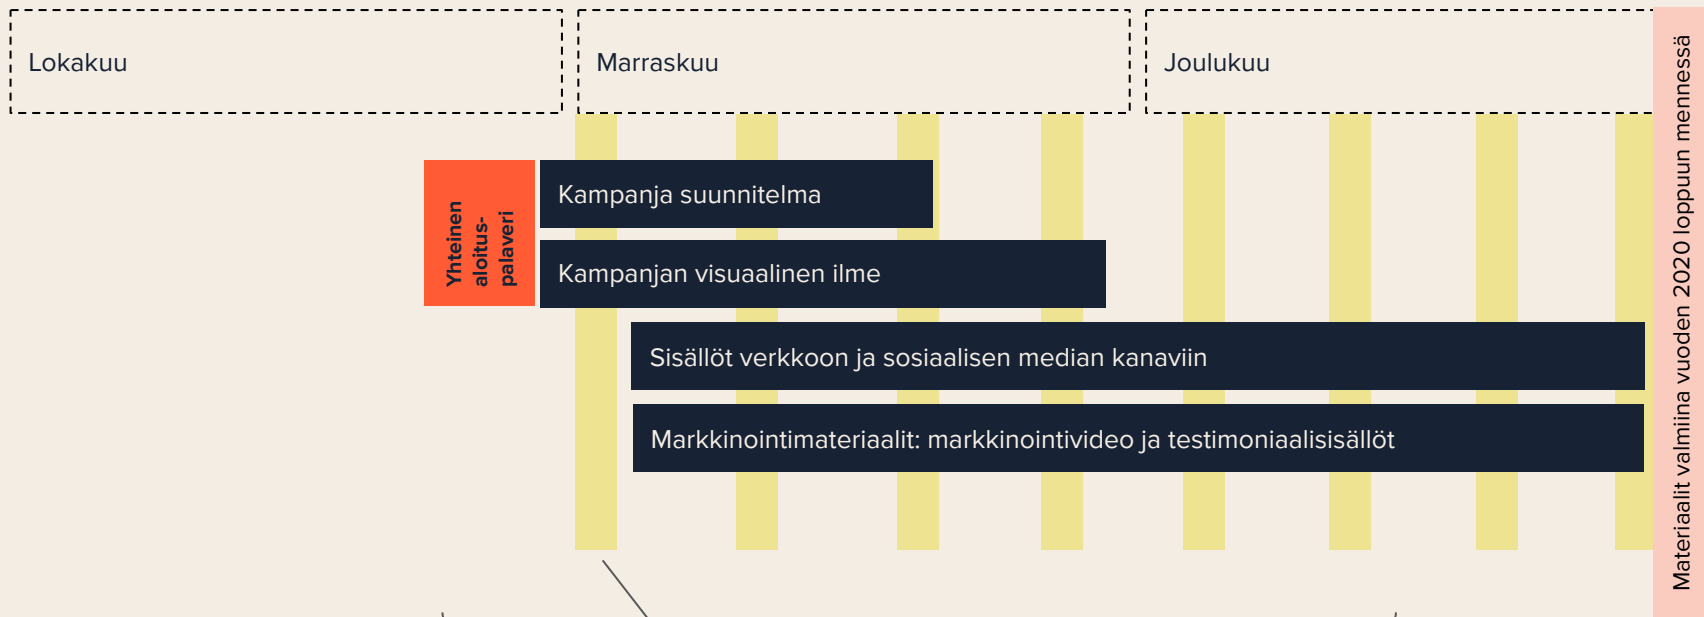 Lokakuu
Marraskuu
Joulukuu
Yhteinen
aloitus-
palaveri
Kampanja suunnitelma
Kampanjan visuaalinen ilme
Sisällöt verkkoon ja sosiaalisen median kanaviin
Markkinointimateriaalit: markkinointivideo ja testimoniaalisisällöt
Materiaalit valmiina vuoden 2020 loppuun mennessä